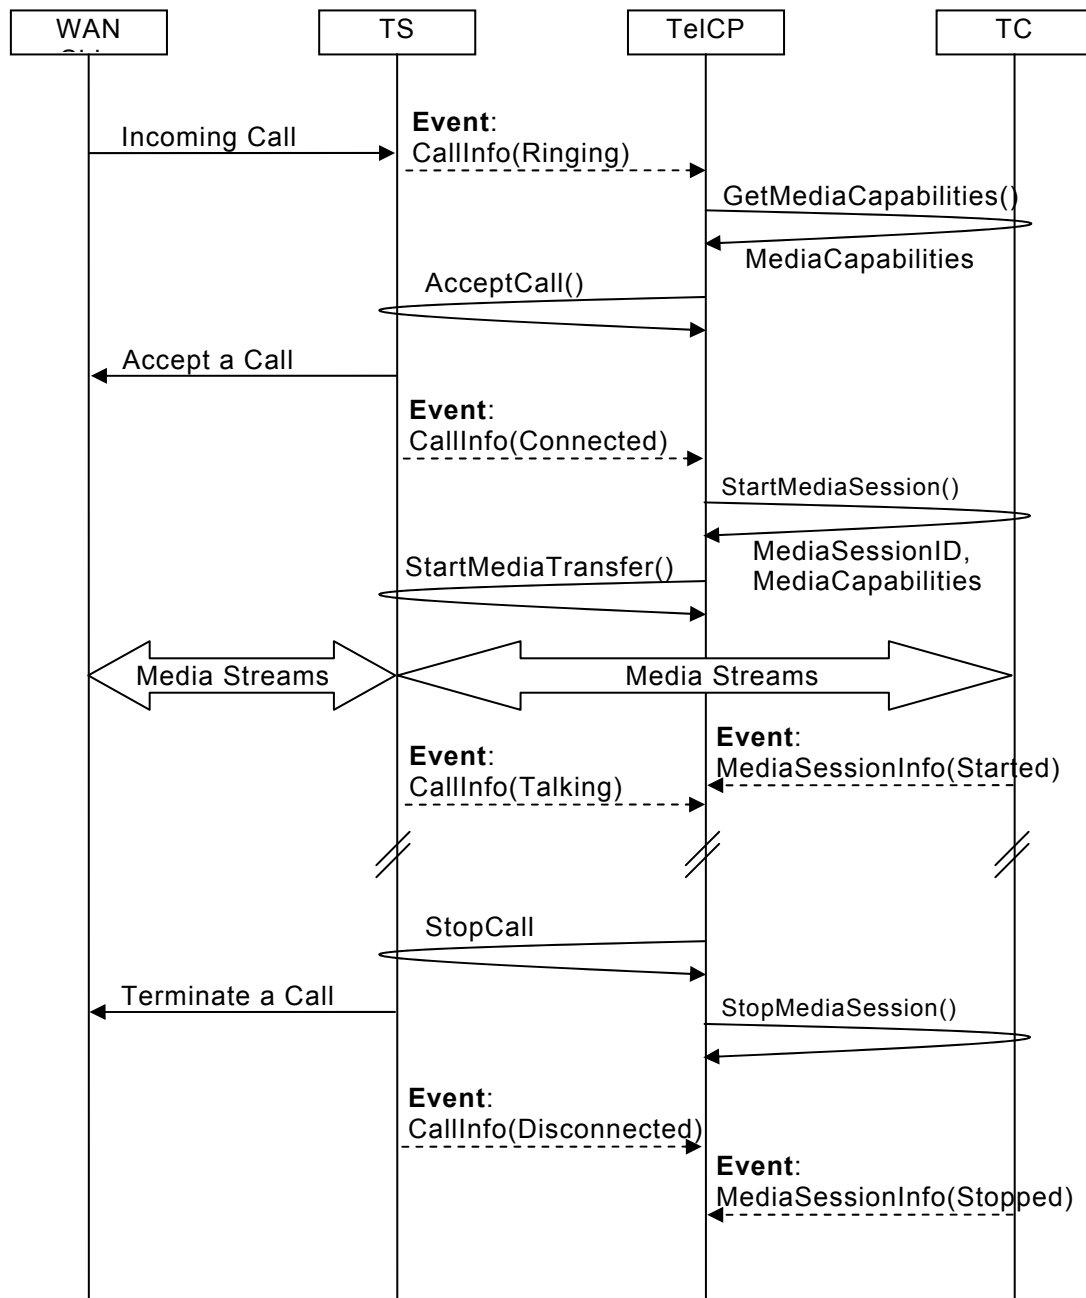 WAN
TS
TelCP
TC
Incoming Call
Event:
CallInfo(Ringing)
GetMediaCapabilities()
MediaCapabilities
AcceptCall()
Accept a Call
Event:
CallInfo(Connected)
StartMediaSession()
MediaSessionID,
MediaCapabilities
StartMediaTransfer()
Media Streams
Media Streams
Event:
CallInfo(Talking)
Event:
MediaSessionInfo(Started)
StopCall
Terminate a Call
StopMediaSession()
Event:
CallInfo(Disconnected)
Event:
MediaSessionInfo(Stopped)